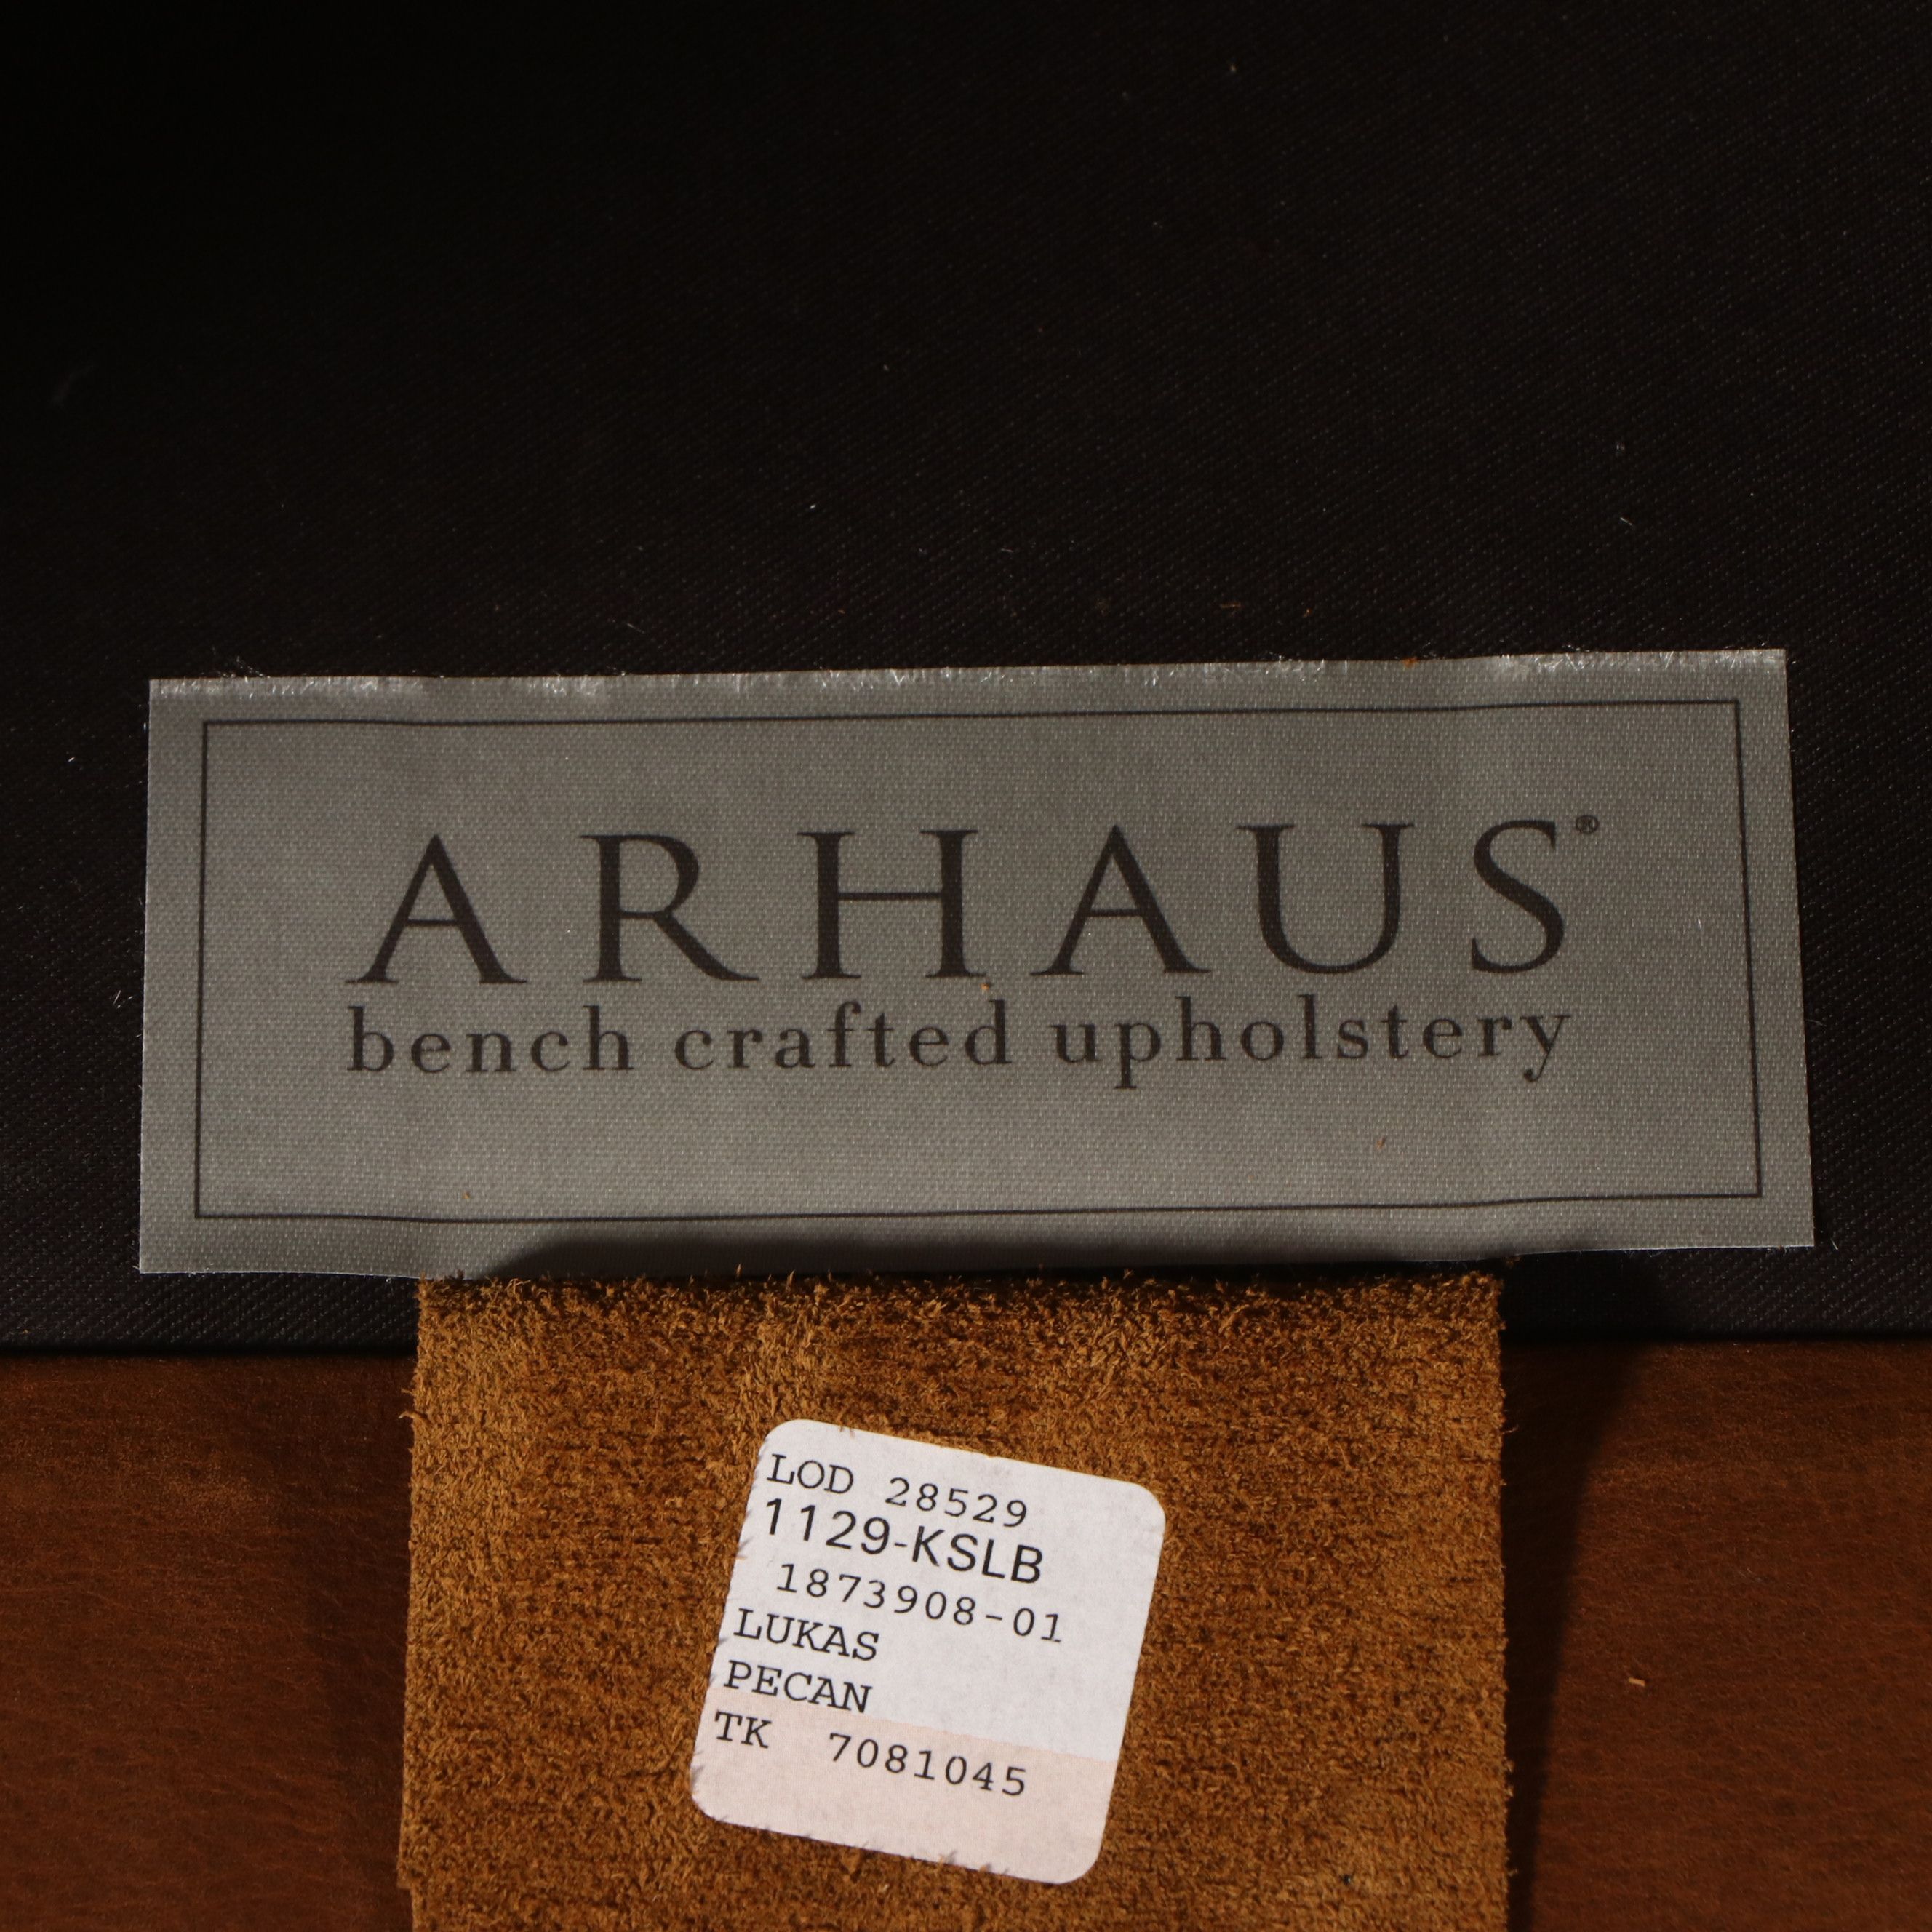 ARHAUS®
bench crafted upholstery
LOD 28529
1129-KSLB
1873908-01
LUKAS
PECAN
TK 7081045